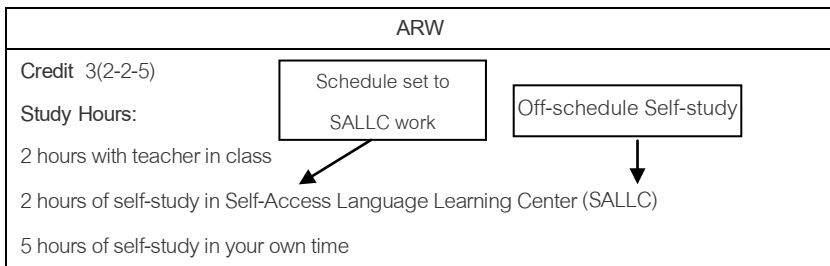 ARW
Credit 3(2-2-5)
Schedule set to
SALLC work
Off-schedule Self-study
Study Hours:
2 hours with teacher in class
2 hours of self-study in Self-Access Language Learning Center (SALLC)
5 hours of self-study in your own time